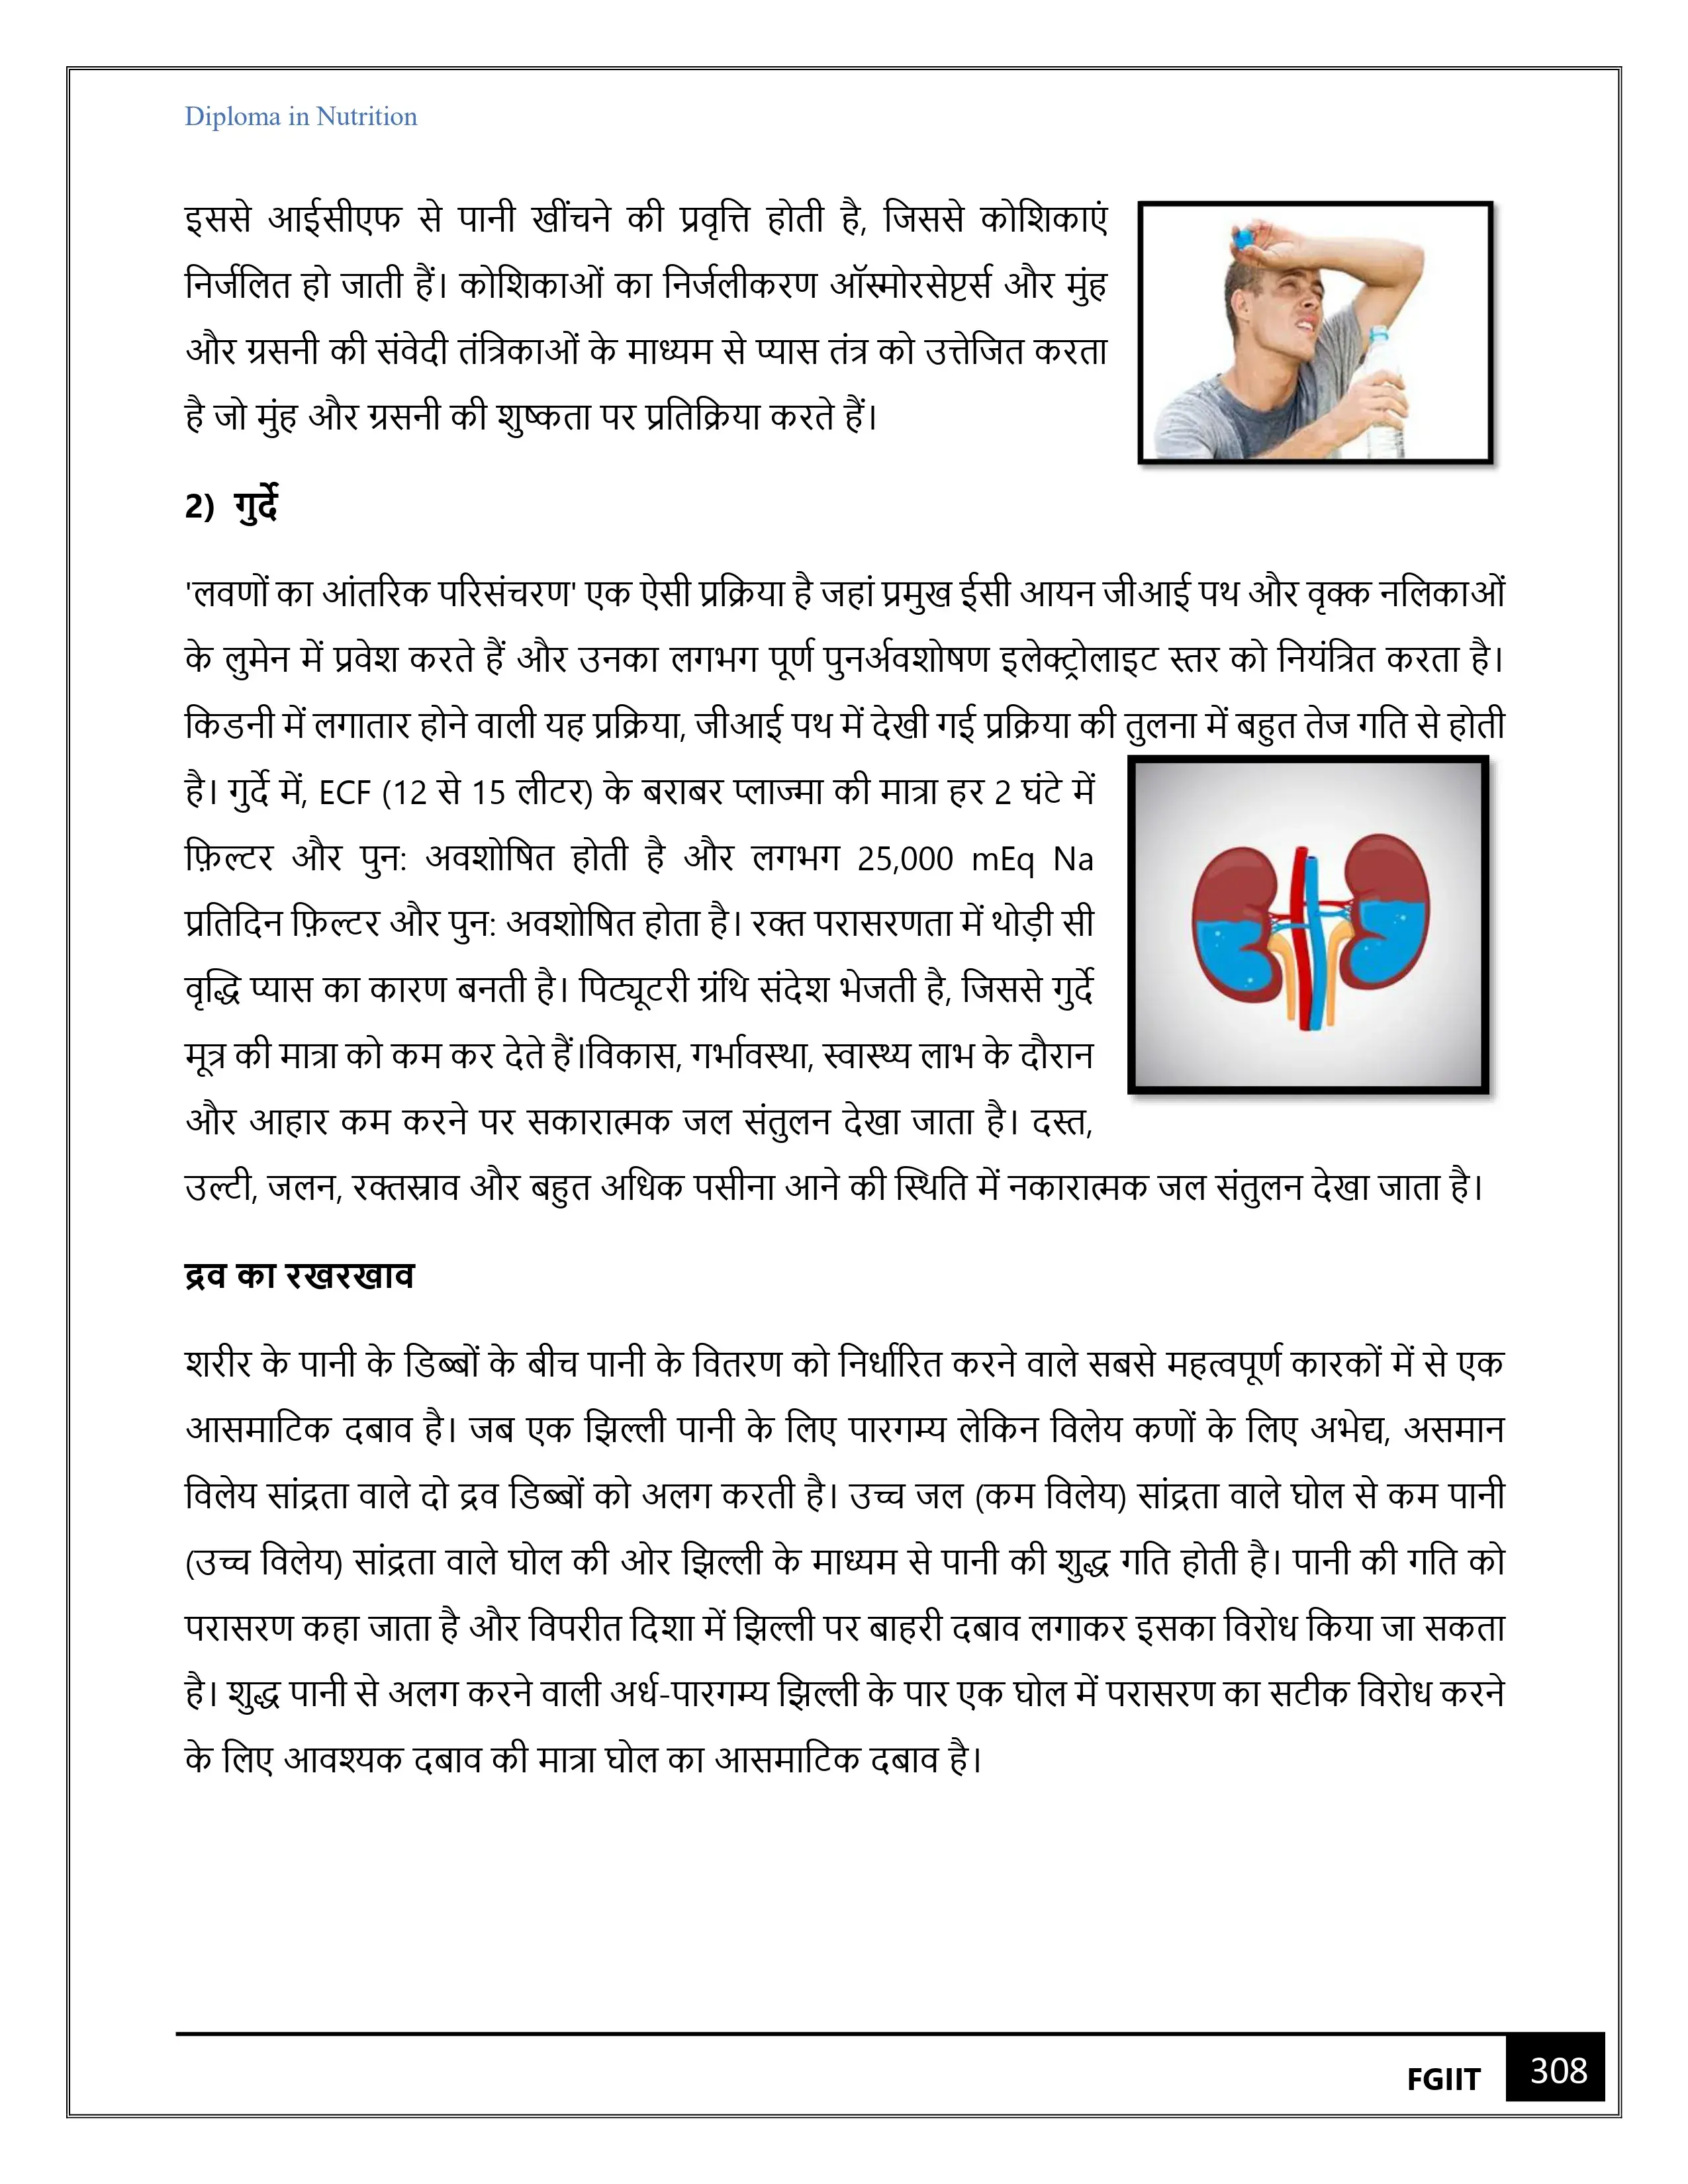 Diploma in Nutrition
इससे आईसीएफ से पानी खींचने की प्रवृत्ति होती है, जिससे कोशिकाएं
निर्जलित हो जाती हैं। कोशिकाओं का निर्जलीकरण ऑस्मोरसेप्टर्स और मुंह
और ग्रसनी की संवेदी तंत्रिकाओं के माध्यम से प्यास तंत्र को उत्तेजित करता
है जो मुंह और ग्रसनी की शुष्कता पर प्रतिक्रिया करते हैं।
2) गुर्दे
'लवणों का आंतरिक परिसंचरण' एक ऐसी प्रक्रिया है जहां प्रमुख ईसी आयन जीआई पथ और वृक्क नलिकाओं
के लुमेन में प्रवेश करते हैं और उनका लगभग पूर्ण पुनर्अवशोषण इलेक्ट्रोलाइट स्तर को नियंत्रित करता है।
किडनी में लगातार होने वाली यह प्रक्रिया, जीआई पथ में देखी गई प्रक्रिया की तुलना में बहुत तेज गति से होती
है। गुर्दे में, ECF (12 से 15 लीटर) के बराबर प्लाज्मा की मात्रा हर 2 घंटे में
फ़िल्टर और पुनः अवशोषित होती है और लगभग 25,000 mEq Na
प्रतिदिन फ़िल्टर और पुनः अवशोषित होता है। रक्त परासरणता में थोड़ी सी
वृद्धि प्यास का कारण बनती है। पिट्यूटरी ग्रंथि संदेश भेजती है, जिससे गुर्दे
मूत्र की मात्रा को कम कर देते हैं।विकास, गर्भावस्था, स्वास्थ्य लाभ के दौरान
और आहार कम करने पर सकारात्मक जल संतुलन देखा जाता है। दस्त,
उल्टी, जलन, रक्तस्राव और बहुत अधिक पसीना आने की स्थिति में नकारात्मक जल संतुलन देखा जाता है।
द्रव का रखरखाव
शरीर के पानी के डिब्बों के बीच पानी के वितरण को निर्धारित करने वाले सबसे महत्वपूर्ण कारकों में से एक
आसमाटिक दबाव है। जब एक झिल्ली पानी के लिए पारगम्य लेकिन विलेय कणों के लिए अभेद्य, असमान
विलेय सांद्रता वाले दो द्रव डिब्बों को अलग करती है। उच्च जल (कम विलेय) सांद्रता वाले घोल से कम पानी
(उच्च विलेय) सांद्रता वाले घोल की ओर झिल्ली के माध्यम से पानी की शुद्ध गति होती है। पानी की गति को
परासरण कहा जाता है और विपरीत दिशा में झिल्ली पर बाहरी दबाव लगाकर इसका विरोध किया जा सकता
है। शुद्ध पानी से अलग करने वाली अर्ध-पारगम्य झिल्ली के पार एक घोल में परासरण का सटीक विरोध करने
के लिए आवश्यक दबाव की मात्रा घोल का आसमाटिक दबाव है।
FGIIT 308